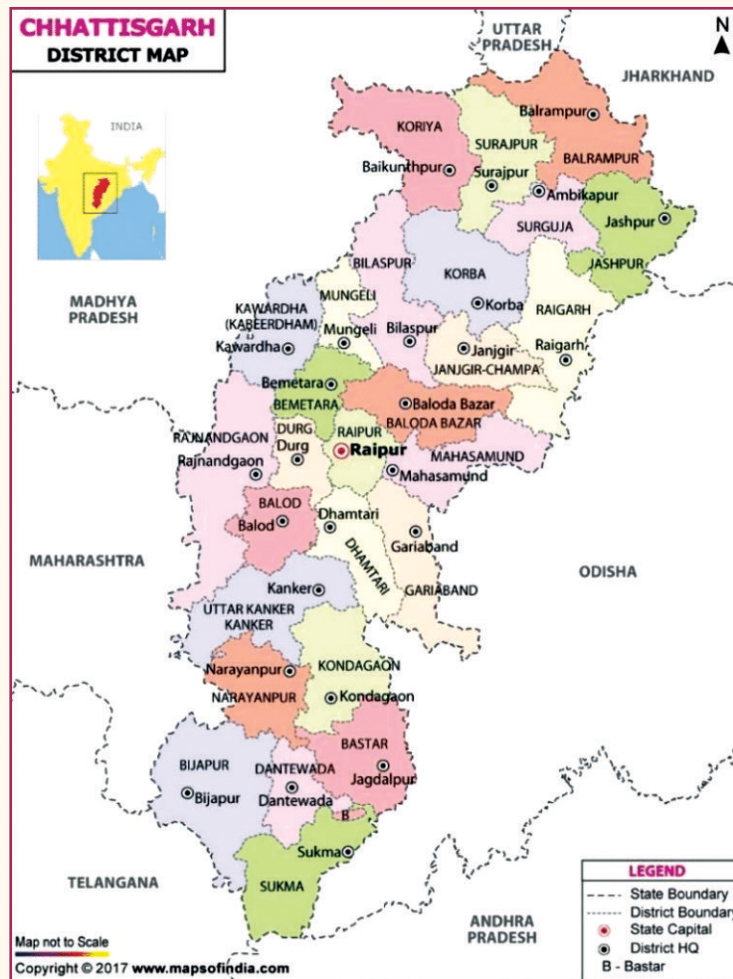 CHHATTISGARH
DISTRICT MAP
INDIA
UTTAR
PRADESH
N
JHARKHAND
Balrampur
KORIYA
SURAJPUR
BALRAMPUR
Baikunthpur
Surajpur
Ambikapur
SURGUJA
Jashpur
JASHPUR
BILASPUR
KORBA
MADHYA
PRADESH
MUNGELI
KAWARDHA
(KABEERDHAM)
Korba
RAIGARH
Kawardha
Mungeli
Bilaspur
Janjgir
JANJGIR-CHAMPA
Raigarh
Bemetara
BEMETARA
Baloda Bazar
BALODA BAZAR
RAJNANDGAON
Rajnandgaon
DURG
Durg
RAIPUR
Raipur
MAHASAMUND
Mahasamund
BALOD
Balod
Dhamtari
DHAMTARI
Gariaband
GARIABAND
MAHARASHTRA
ODISHA
Kanker
UTTAR KANKER
KANKER
Narayanpur
NARAYANPUR
KONDAGAON
Kondagaon
BASTAR
Jagdalpur
BIJAPUR
Bijapur
DANTEWADA
Dantewada
B
Sukma
SUKMA
TELANGANA
ANDHRA
PRADESH
LEGEND
State Boundary
District Boundary
State Capital
District HQ
B - Bastar
Map not to Scale
Copyright © 2017 www.mapsofindia.com